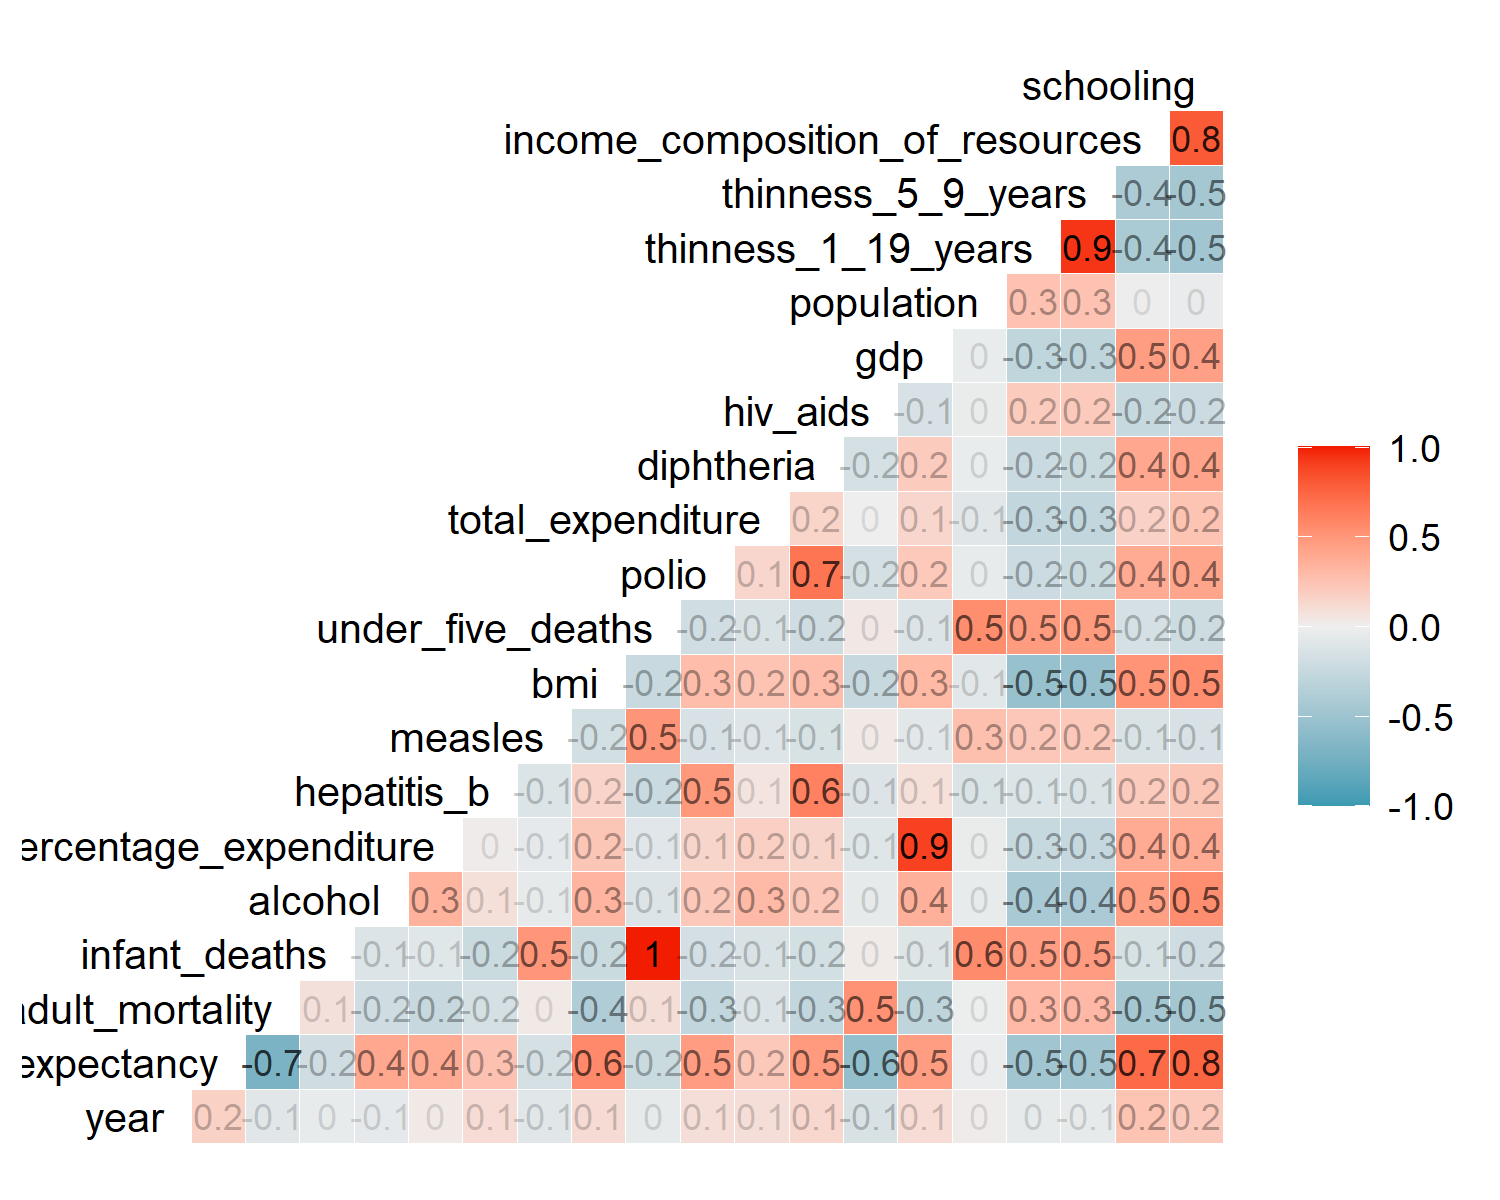 schooling
income_composition_of_resources 0.8
thinness_5_9_years -0.4 -0.5
thinness_1_19_years 0.9 -0.4 -0.5
population 0.3 0.3 0 0
gdp 0 -0.3 -0.3 0.5 0.4
hiv_aids -0.1 0 0.2 0.2 -0.2 -0.2
1.0
diphtheria -0.2 0.2 0 -0.2 -0.2 0.4 0.4
total_expenditure 0.2 0 0.1 -0.1 -0.3 -0.3 0.2 0.2
0.5
polio 0.1 0.7 -0.2 0.2 0 -0.2 -0.2 0.4 0.4
under_five_deaths -0.2 -0.1 -0.2 0 -0.1 0.5 0.5 0.5 -0.2 -0.2
0.0
bmi -0.2 0.3 0.2 0.3 -0.2 0.3 -0.1 -0.5 -0.5 0.5 0.5
-0.5
measles -0.2 0.5 -0.1 -0.1 -0.1 0 -0.1 0.3 0.2 0.2 -0.1 -0.1
hepatitis_b -0.1 0.2 -0.2 0.5 0.1 0.6 -0.1 0.1 -0.1 -0.1 -0.1 0.2 0.2
-1.0
ercentage_expenditure 0 -0.1 0.2 -0.1 0.1 0.2 0.1 -0.1 0.9 0 -0.3 -0.3 0.4 0.4
alcohol 0.3 0.1 -0.1 0.3 -0.1 0.2 0.3 0.2 0 0.4 0 -0.4 -0.4 0.5 0.5
infant_deaths -0.1 -0.1 -0.2 0.5 -0.2 1 -0.2 -0.1 -0.2 0 -0.1 0.6 0.5 0.5 -0.1 -0.2
adult_mortality 0.1 -0.2 -0.2 -0.2 0 -0.4 0.1 -0.3 -0.1 -0.3 0.5 -0.3 0 0.3 0.3 -0.5 -0.5
expectancy -0.7 -0.2 0.4 0.4 0.3 -0.2 0.6 -0.2 0.5 0.2 0.5 -0.6 0.5 0 -0.5 -0.5 0.7 0.8
year 0.2 -0.1 0 -0.1 0 0.1 -0.1 0.1 0 0.1 0.1 0.1 -0.1 0.1 0 0 -0.1 0.2 0.2